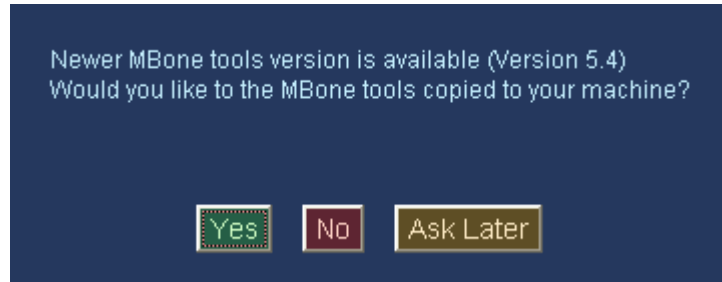 Newer MBone tools version is available (Version 5.4)
Would you like to the MBone tools copied to your machine?
Yes No Ask Later